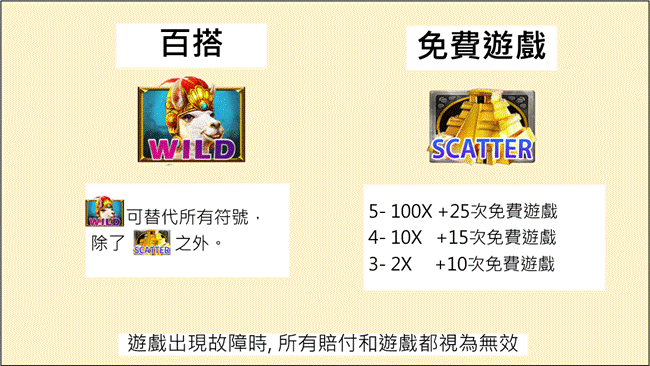 百搭
免費遊戲
WILD
SCATTER
WILD 可替代所有符號，
除了 SCATTER 之外。
5- 100X +25次免費遊戲
4- 10X +15次免費遊戲
3- 2X +10次免費遊戲
遊戲出現故障時, 所有賠付和遊戲都視為無效